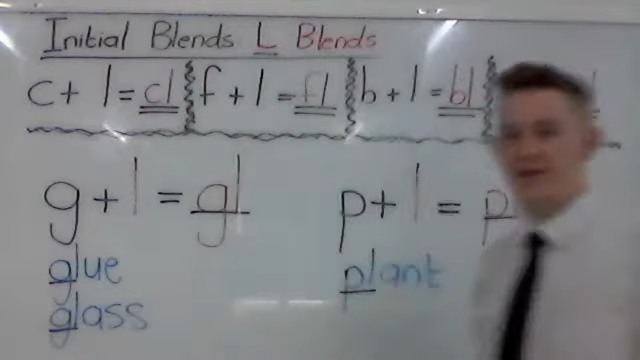 Initial Blends L Blends
c + l = cl f + l = fl b + l = bl
g + l = gl p + l = p
glue plant
glass